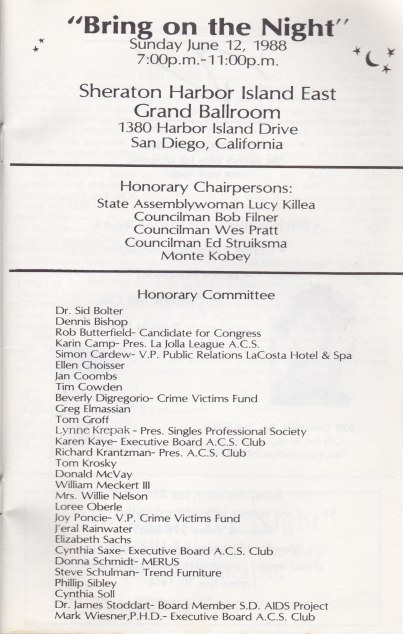 "Bring on the Night"
Sunday June 12, 1988
7:00p.m.-11:00p.m.
Sheraton Harbor Island East
Grand Ballroom
1380 Harbor Island Drive
San Diego, California
Honorary Chairpersons:
State Assemblywoman Lucy Killea
Councilman Bob Filner
Councilman Wes Pratt
Councilman Ed Struiksma
Monte Kobey
Honorary Committee
Dr. Sid Bolter
Dennis Bishop
Rob Butterfield- Candidate for Congress
Karin Camp- Pres. La Jolla League A.C.S.
Simon Cardew- V.P. Public Relations LaCosta Hotel & Spa
Ellen Choisser
Jan Coombs
Tim Cowden
Beverly Digregorio- Crime Victims Fund
Greg Elmassian
Tom Groff
Lynne Krepak- Pres. Singles Professional Society
Karen Kaye- Executive Board A.C.S. Club
Richard Krantzman- Pres. A.C.S. Club
Tom Krosky
Donald McVay
William Meckert III
Mrs. Willie Nelson
Loree Oberle
Joy Poncie- V.P. Crime Victims Fund
J'eral Rainwater
Elizabeth Sachs
Cynthia Saxe- Executive Board A.C.S. Club
Donna Schmidt- MERUS
Steve Schulman- Trend Furniture
Phillip Sibley
Cynthia Soll
Dr. James Stoddart- Board Member S.D. AIDS Project
Mark Wiesner,P.H.D.- Executive Board A.C.S. Club